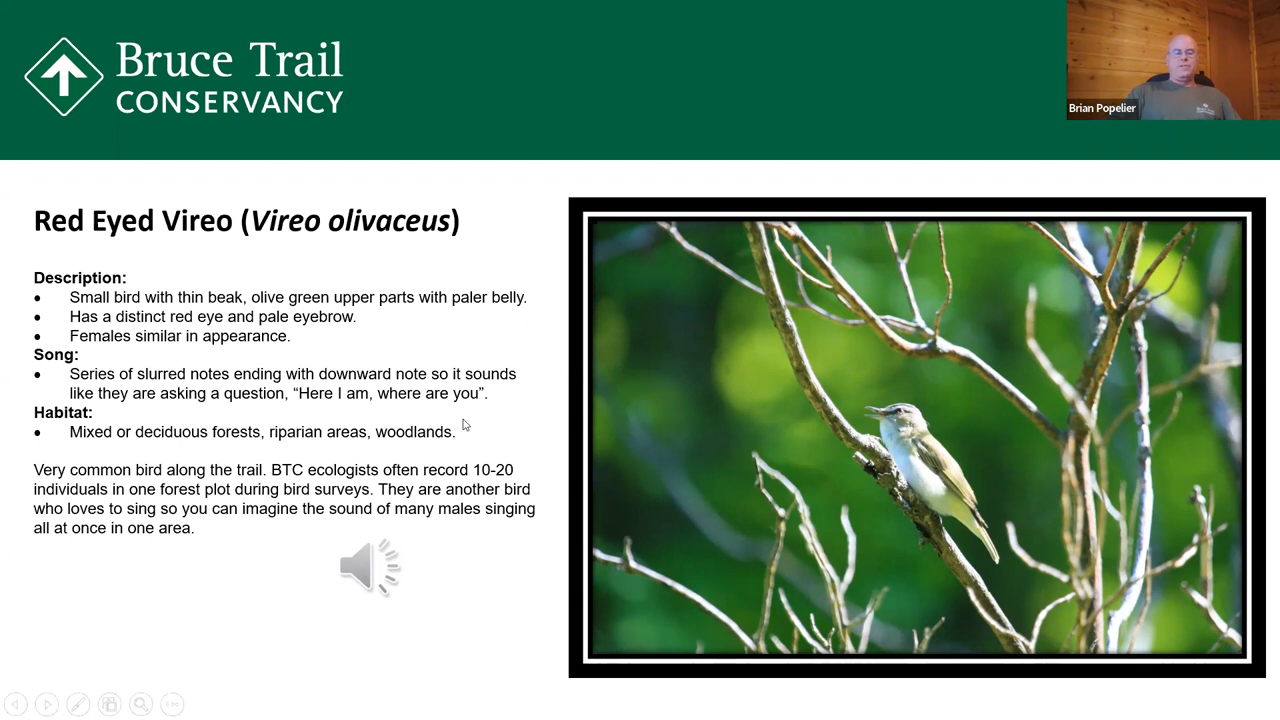 Bruce Trail
CONSERVANCY
Brian Popelier
Red Eyed Vireo (Vireo olivaceus)
Description:
• Small bird with thin beak, olive green upper parts with paler belly.
• Has a distinct red eye and pale eyebrow.
• Females similar in appearance.
Song:
• Series of slurred notes ending with downward note so it sounds
like they are asking a question, “Here I am, where are you”.
Habitat:
• Mixed or deciduous forests, riparian areas, woodlands.
Very common bird along the trail. BTC ecologists often record 10-20
individuals in one forest plot during bird surveys. They are another bird
who loves to sing so you can imagine the sound of many males singing
all at once in one area.